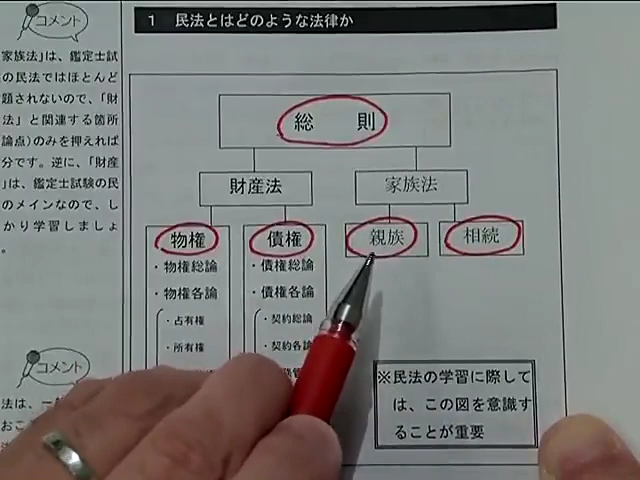 コメント
家族法」は、鑑定士試
の民法ではほとんど
題されないので、「財
法」と関連する箇所
論点)のみを押えれば
分です。逆に、「財産
」は、鑑定士試験の民
のメインなので、し
かり学習しましょ
。
コメント
法は、一
おこ
1 民法とはどのような法律か
総 則
財産法
家族法
物権
債権
親族
相続
・物権総論
・物権各論
・占有権
・所有権
・債権総論
・債権各論
・契約総論
・契約各論
※民法の学習に際して
は、この図を意識す
ることが重要